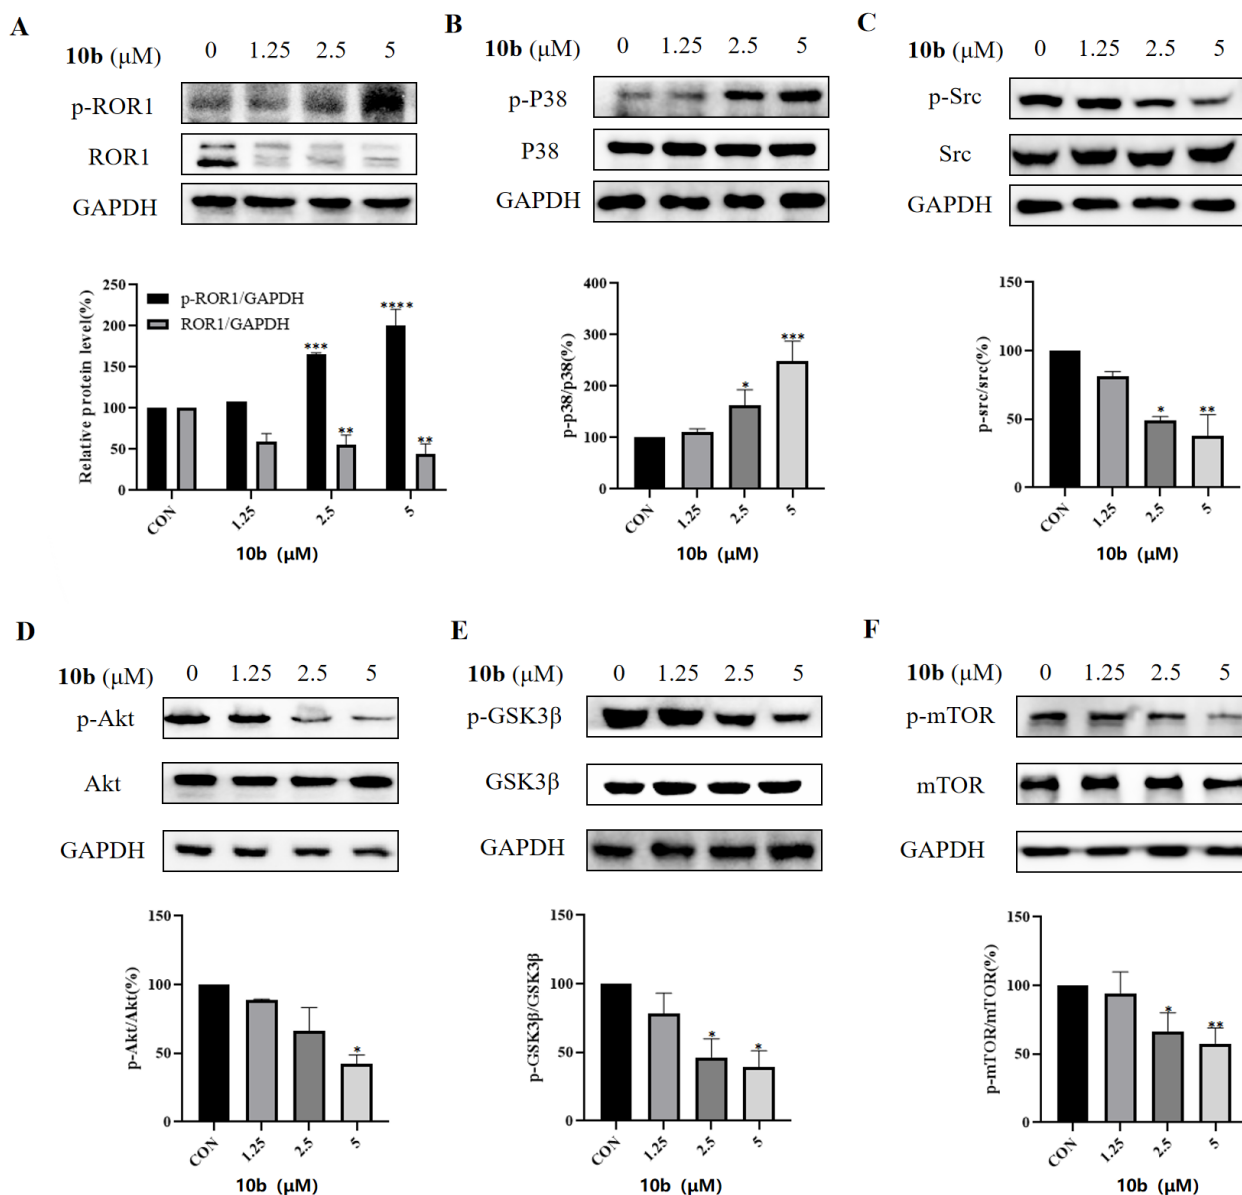 A
10b (μM) 0 1.25 2.5 5
p-ROR1
ROR1
GAPDH
Relative protein level(%)
250
200
150
100
50
0
p-ROR1/GAPDH
ROR1/GAPDH
*** ****
** **
CON 1.25 2.5 5
10b (μM)
B
10b (μM) 0 1.25 2.5 5
p-P38
P38
GAPDH
p-p38/p38(%)
400
300
200
100
0
* ***
CON 1.25 2.5 5
10b (μM)
C
10b (μM) 0 1.25 2.5 5
p-Src
Src
GAPDH
p-src/src(%)
150
100
50
0
* **
CON 1.25 2.5 5
10b (μM)
D
10b (μM) 0 1.25 2.5 5
p-Akt
Akt
GAPDH
p-Akt/Akt(%)
150
100
50
0
*
CON 1.25 2.5 5
10b (μM)
E
10b (μM) 0 1.25 2.5 5
p-GSK3β
GSK3β
GAPDH
p-GSK3β/GSK3β
150
100
50
0
* *
CON 1.25 2.5 5
10b (μM)
F
10b (μM) 0 1.25 2.5 5
p-mTOR
mTOR
GAPDH
p-mTOR/mTOR(%)
150
100
50
0
* **
CON 1.25 2.5 5
10b (μM)